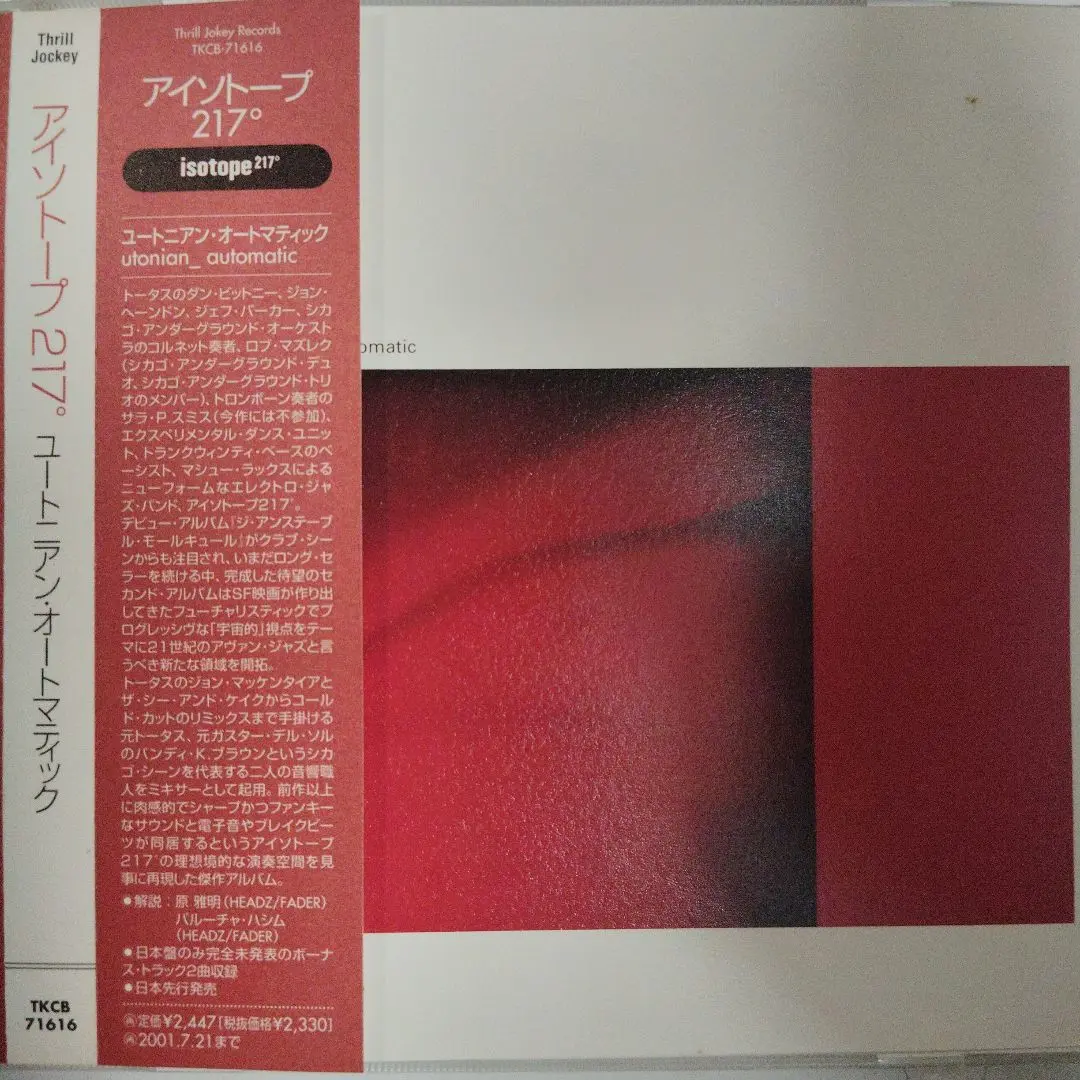 Thrill
Jockey
アイソトープ 217°
ユートニアン・オートマティック
TKCB
71616
Thrill Jokey Records
TKCB-71616
アイソトープ
217°
isotope217°
ユートニアン・オートマティック
utonian_ automatic
トータスのダン・ビットニー、ジョン・
ヘーンドン、ジェフ・パーカー、シカ
ゴ・アンダーグラウンド・オーケスト
ラのコルネット奏者、ロブ・マズレク
(シカゴ・アンダーグラウンド・デュ
オ、シカゴ・アンダーグラウンド・トリ
オのメンバー)、トロンボーン奏者の
サラ・P.スミス(今作には不参加)、
エクスペリメンタル・ダンス・ユニッ
ト、トランクウィンティ・ベースのベ
ーシスト、マシュー・ラックスによる
ニューフォームなエレクトロ・ジャ
ズ・バンド、アイソトープ217°。
デビュー・アルバム『ジ・アンステーブ
ル・モールキュール』がクラブ・シー
ンからも注目され、いまだロング・セ
ラーを続ける中、完成した待望のセ
カンド・アルバムはSF映画が作り出
してきたフューチャリスティックでプ
ログレッシヴな「宇宙的」視点をテー
マに21世紀のアヴァン・ジャズと言
うべき新たな領域を開拓。
トータスのジョン・マッケンタイアと
ザ・シー・アンド・ケイクからコール
ド・カットのリミックスまで手掛ける
元トータス、元ガスター・デル・ソル
のバンディ・K.ブラウンというシカ
ゴ・シーンを代表する二人の音響職
人をミキサーとして起用。前作以上
に肉感的でシャープかつファンキー
なサウンドと電子音やブレイクビー
ツが同居するというアイソトープ
217°の理想境的な演奏空間を見
事に再現した傑作アルバム。
●解説：原 雅明(HEADZ/FADER)
バルーチャ・ハシム
(HEADZ/FADER)
●日本盤のみ完全未発表のボーナ
ス・トラック2曲収録
●日本先行発売
定価¥2,447[税抜価格¥2,330]
2001.7.21まで
omatic